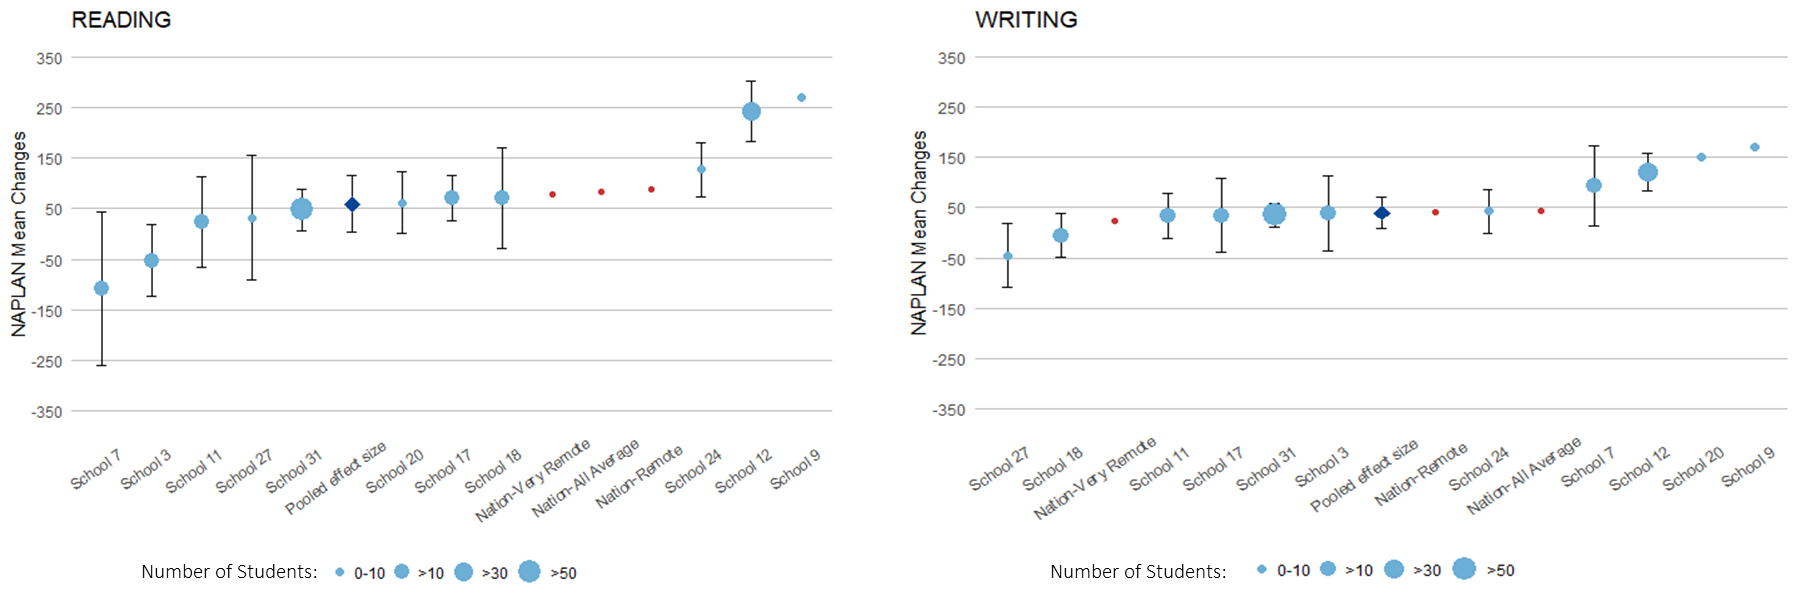 READING
350
250
150
50
-50
-150
-250
-350
NAPLAN Mean Changes
School 7
School 3
School 11
School 27
School 31
Pooled effect size
School 20
School 17
School 18
Nation-Very Remote
Nation-All Average
Nation-Remote
School 24
School 12
School 9
Number of Students: 0-10 >10 >30 >50
WRITING
350
250
150
50
-50
-150
-250
-350
NAPLAN Mean Changes
School 27
School 18
Nation-Very Remote
School 11
School 17
School 31
School 3
Pooled effect size
Nation-Remote
School 24
Nation-All Average
School 7
School 12
School 20
School 9
Number of Students: 0-10 >10 >30 >50